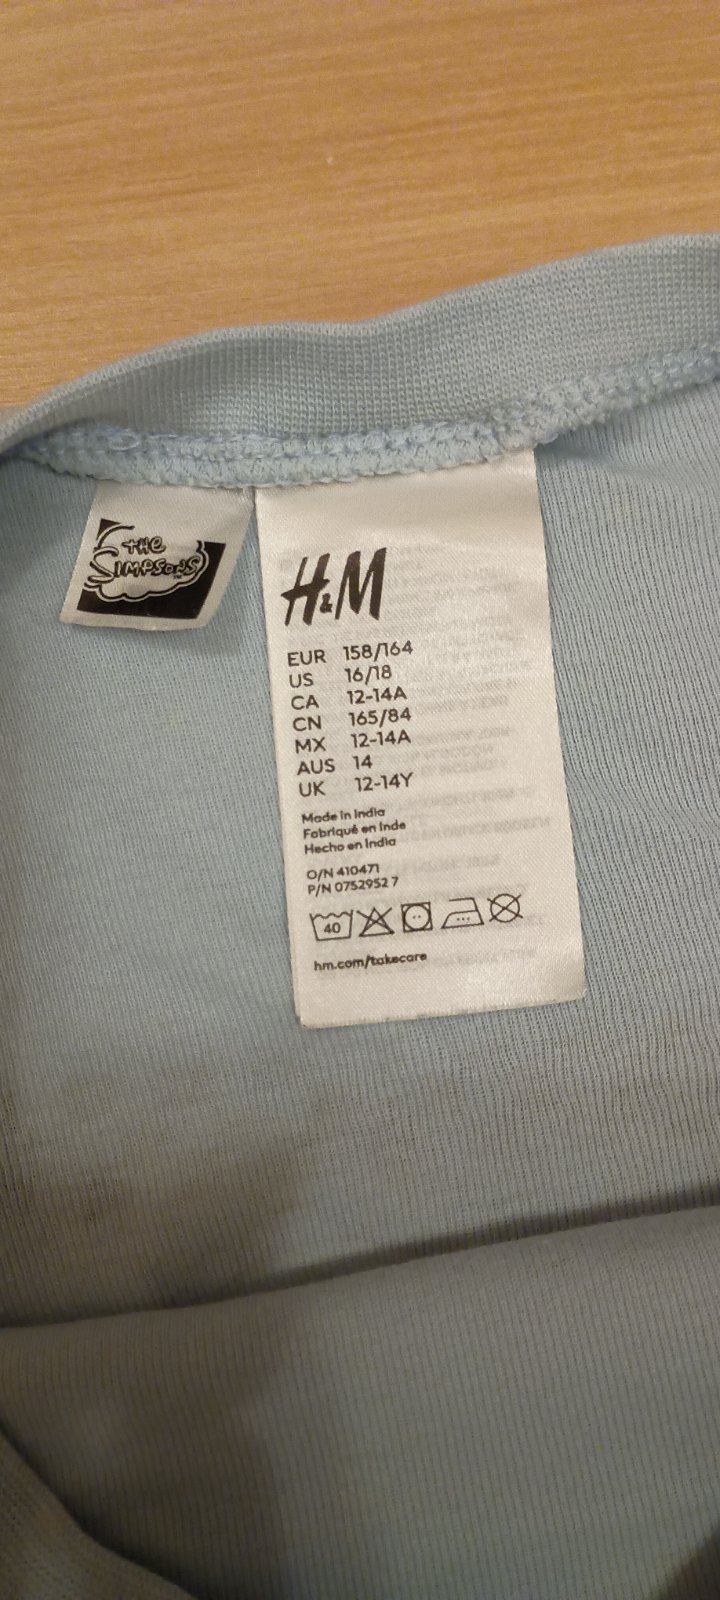 THE
SIMPSONS
TM
H&M
EUR 158/164
US 16/18
CA 12-14A
CN 165/84
MX 12-14A
AUS 14
UK 12-14Y
Made in India
Fabriqué en Inde
Hecho en India
O/N 410471
P/N 0752952 7
40
hm.com/takecare